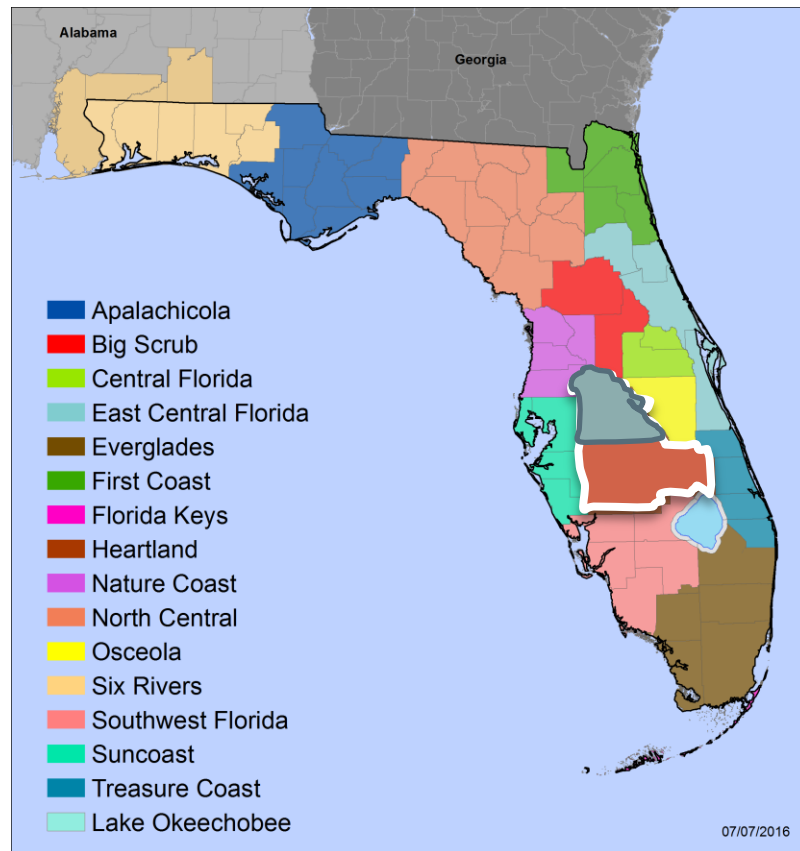 Alabama
Georgia
Apalachicola
Big Scrub
Central Florida
East Central Florida
Everglades
First Coast
Florida Keys
Heartland
Nature Coast
North Central
Osceola
Six Rivers
Southwest Florida
Suncoast
Treasure Coast
Lake Okeechobee
07/07/2016